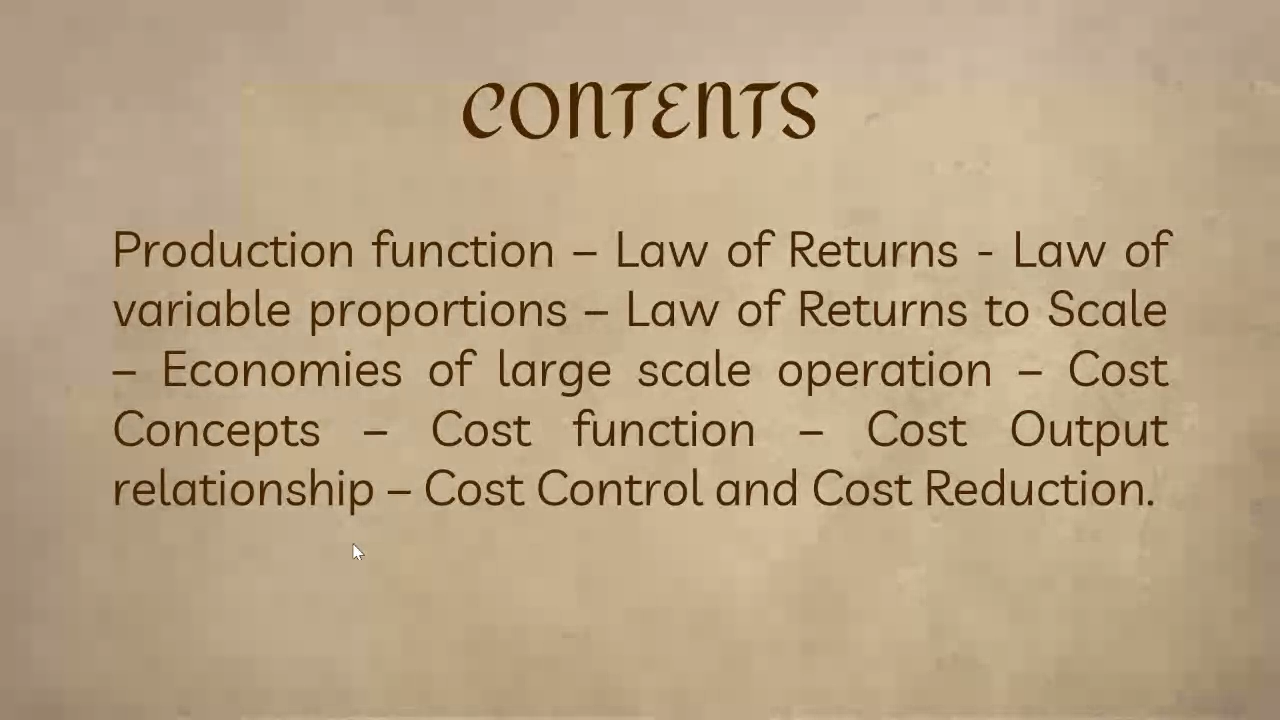 CONTENTS
Production function – Law of Returns - Law of
variable proportions – Law of Returns to Scale
– Economies of large scale operation – Cost
Concepts – Cost function – Cost Output
relationship – Cost Control and Cost Reduction.